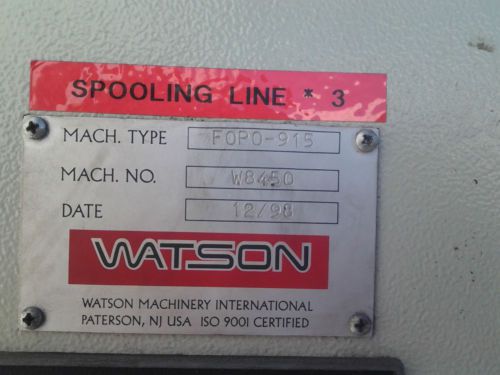 SPOOLING LINE * 3
MACH. TYPE FOPO-915
MACH. NO. W8450
DATE 12/98
WATSON
WATSON MACHINERY INTERNATIONAL
PATERSON, NJ USA ISO 9001 CERTIFIED